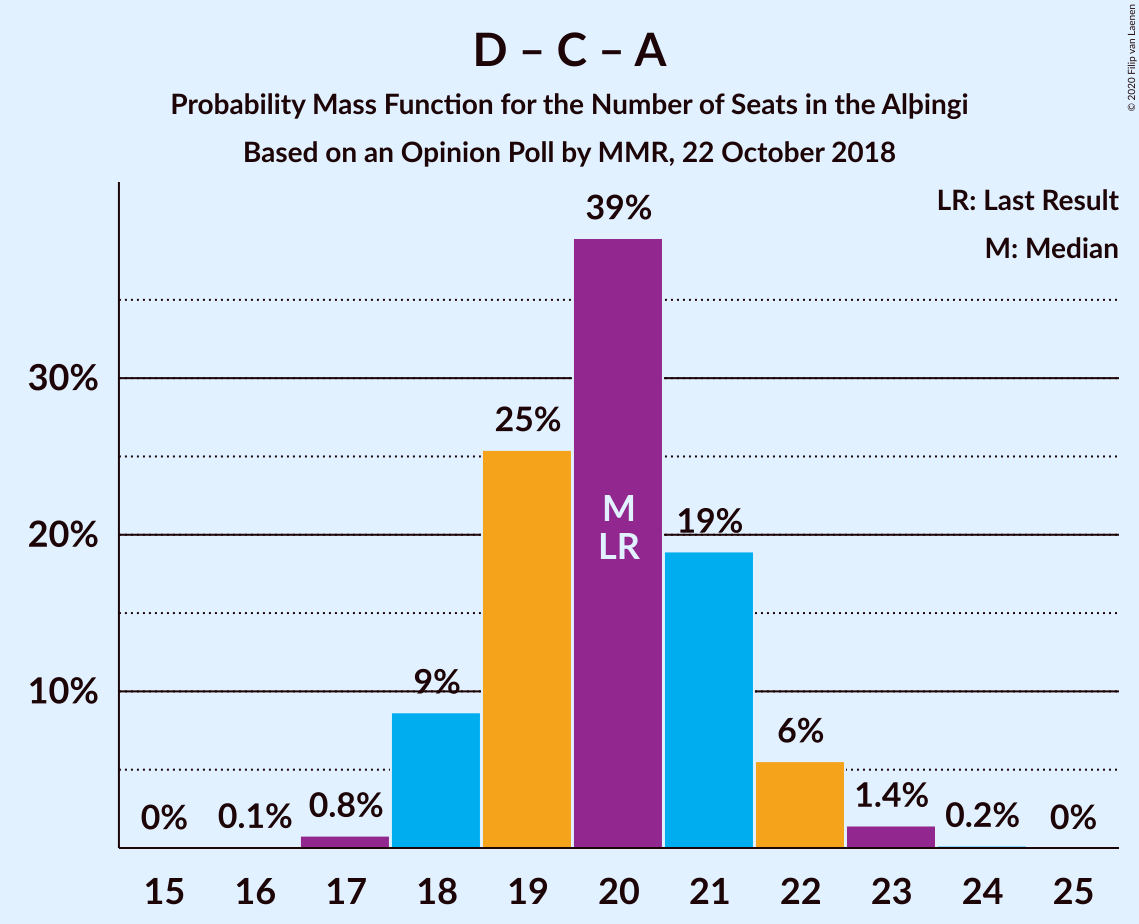 D – C – A
Probability Mass Function for the Number of Seats in the Alþingi
Based on an Opinion Poll by MMR, 22 October 2018
© 2020 Filip van Laenen
LR: Last Result
M: Median
30%
20%
10%
0%
0.1%
0.8%
9%
25%
39%
M
LR
19%
6%
1.4%
0.2%
0%
15 16 17 18 19 20 21 22 23 24 25